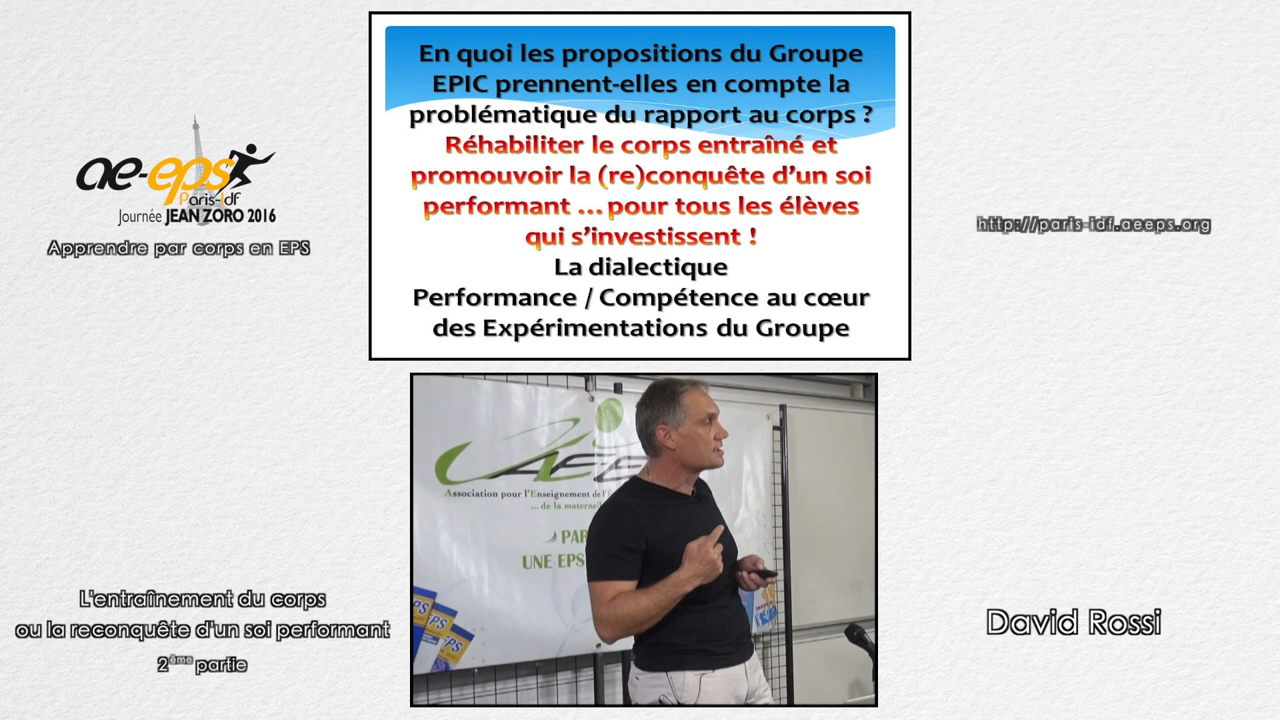 En quoi les propositions du Groupe
EPIC prennent-elles en compte la
problématique du rapport au corps ?
Réhabiliter le corps entraîné et
promouvoir la (re)conquête d'un soi
performant ... pour tous les élèves
qui s'investissent !
La dialectique
Performance / Compétence au cœur
des Expérimentations du Groupe
ae-eps
Paris-Idf
Journée JEAN ZORO 2016
Apprendre par corps en EPS
http://paris-idf.aeeps.org
Association pour l'Enseignement de l'É
... de la maternel
PAR
UNE EPS
EPS
EPS
EPS
L'entraînement du corps
ou la reconquête d'un soi performant
2ème partie
David Rossi